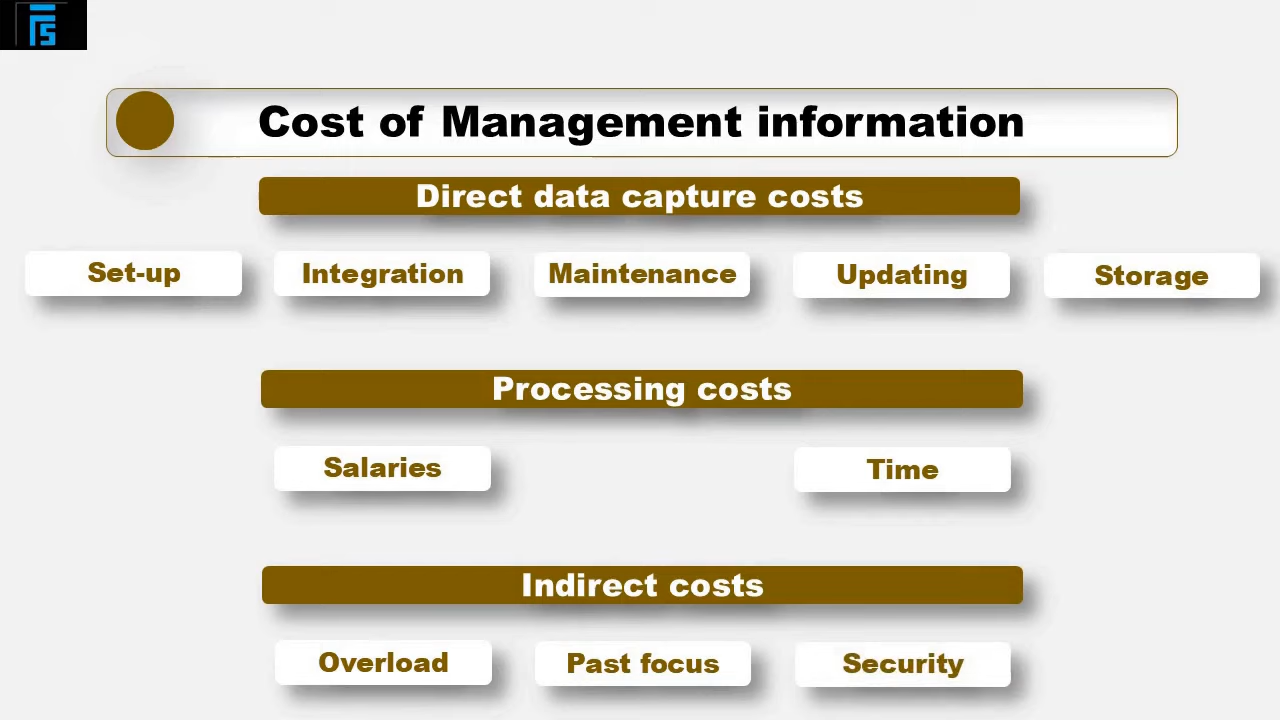 FS
Cost of Management information
Direct data capture costs
Set-up
Integration
Maintenance
Updating
Storage
Processing costs
Salaries
Time
Indirect costs
Overload
Past focus
Security